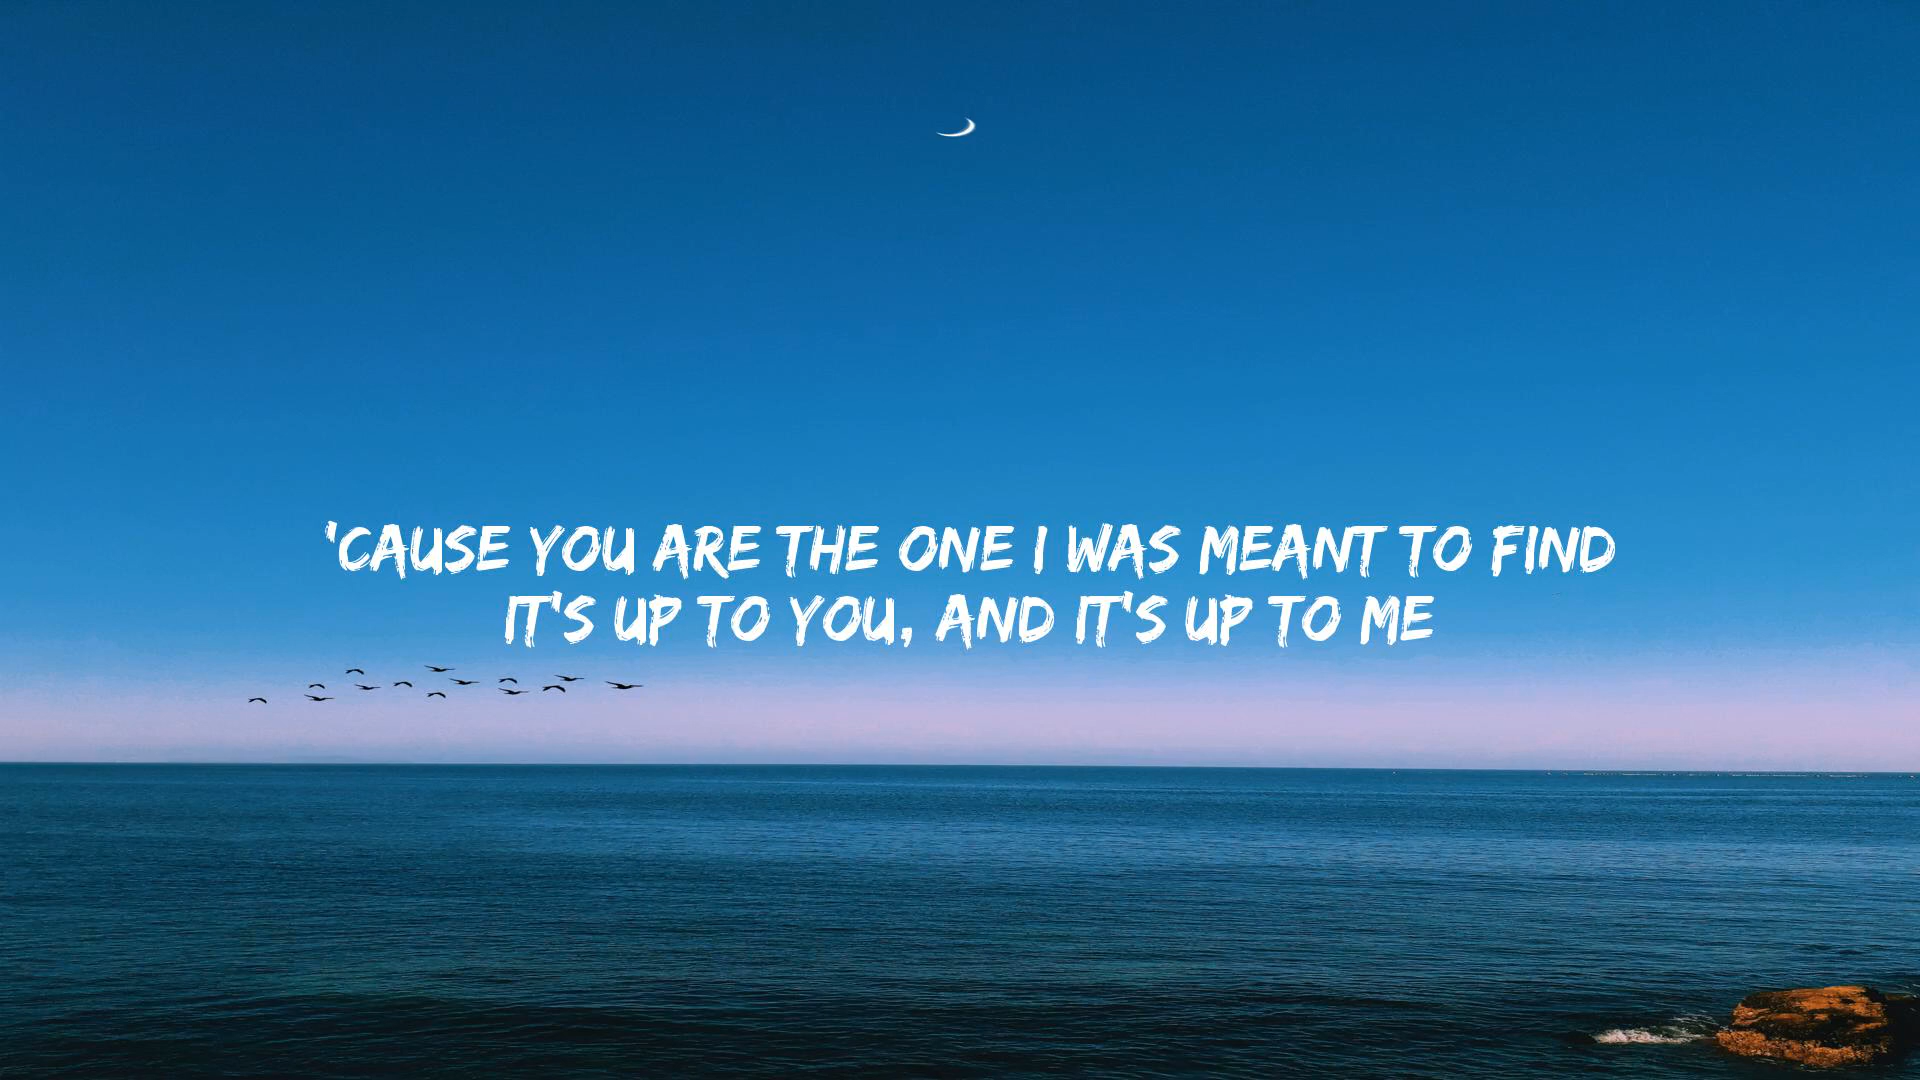 'CAUSE YOU ARE THE ONE I WAS MEANT TO FIND
IT'S UP TO YOU, AND IT'S UP TO ME